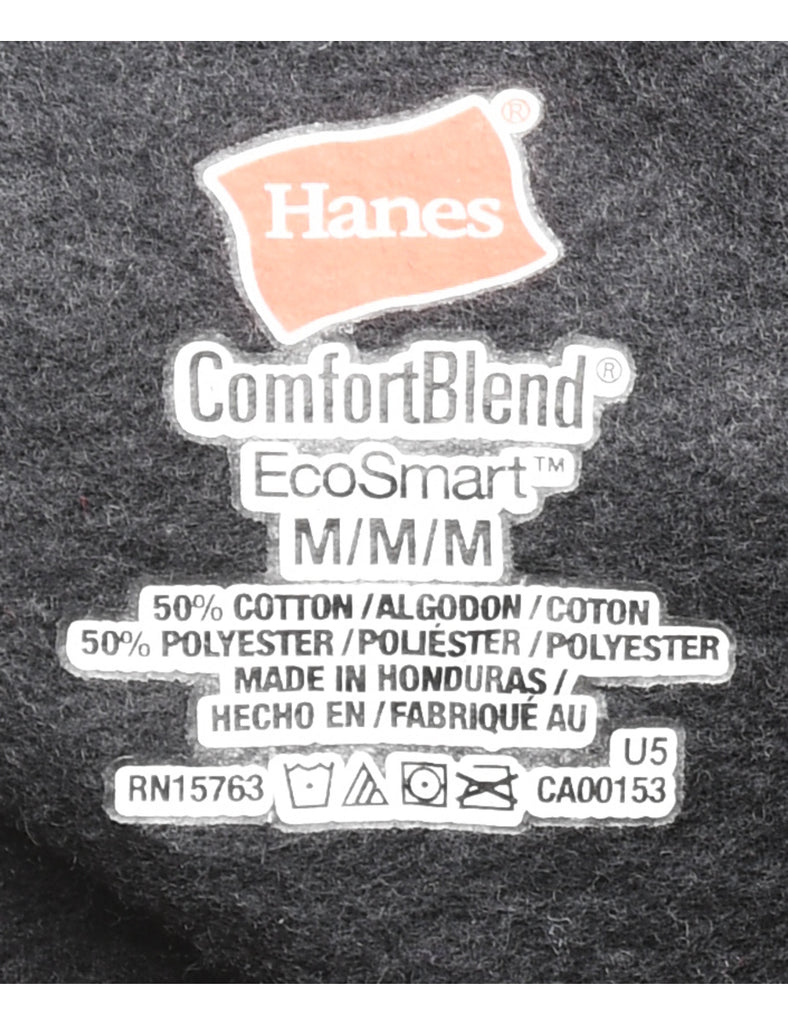 Hanes®
ComfortBlend®
EcoSmart™
M/M/M
50% COTTON/ALGODON/COTON
50% POLYESTER/POLIÉSTER/POLYESTER
MADE IN HONDURAS/
HECHO EN/FABRIQUÉ AU
U5
RN15763 CA00153